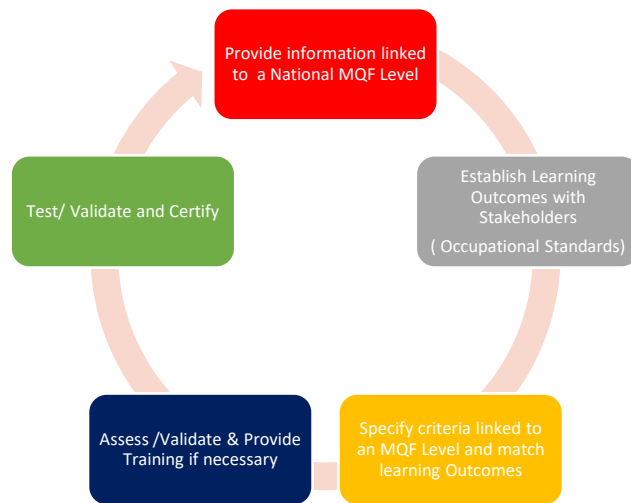 Provide information linked
to a National MQF Level
Establish Learning
Outcomes with
Stakeholders
( Occupational Standards)
Specify criteria linked to
an MQF Level and match
learning Outcomes
Assess /Validate & Provide
Training if necessary
Test/ Validate and Certify